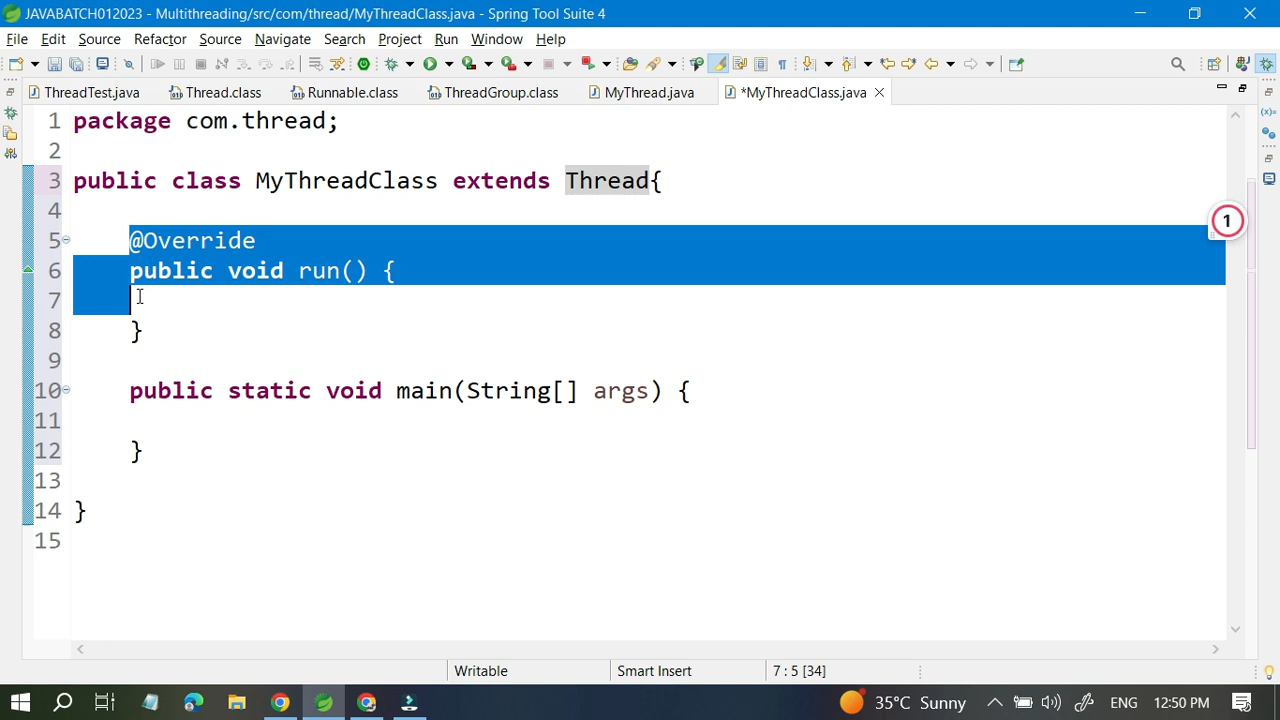 JAVABATCH012023 - Multithreading/src/com/thread/MyThreadClass.java - Spring Tool Suite 4
File Edit Source Refactor Source Navigate Search Project Run Window Help
ThreadTest.java Thread.class Runnable.class ThreadGroup.class MyThread.java *MyThreadClass.java
1 package com.thread;
2
3 public class MyThreadClass extends Thread{
4
1
5 @Override
6 public void run() {
7
8 }
9
10 public static void main(String[] args) {
11
12 }
13
14 }
15
Writable Smart Insert 7 : 5 [34]
35°C Sunny ENG 12:50 PM